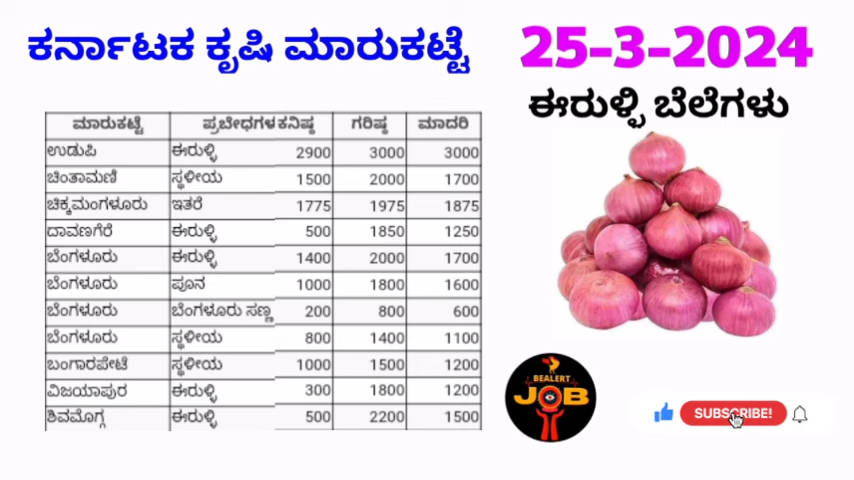 ಕರ್ನಾಟಕ ಕೃಷಿ ಮಾರುಕಟ್ಟೆ
25-3-2024
ಈರುಳ್ಳಿ ಬೆಲೆಗಳು
ಮಾರುಕಟ್ಟೆ ಪ್ರಬೇಧಗಳ ಕನಿಷ್ಠ ಗರಿಷ್ಠ ಮಾದರಿ
ಉಡುಪಿ ಈರುಳ್ಳಿ 2900 3000 3000
ಚಿಂತಾಮಣಿ ಸ್ಥಳೀಯ 1500 2000 1700
ಚಿಕ್ಕಮಂಗಳೂರು ಇತರೆ 1775 1975 1875
ದಾವಣಗೆರೆ ಈರುಳ್ಳಿ 500 1850 1250
ಬೆಂಗಳೂರು ಈರುಳ್ಳಿ 1400 2000 1700
ಬೆಂಗಳೂರು ಪೂನ 1000 1800 1600
ಬೆಂಗಳೂರು ಬೆಂಗಳೂರು ಸಣ್ಣ 200 800 600
ಬೆಂಗಳೂರು ಸ್ಥಳೀಯ 800 1400 1100
ಬಂಗಾರಪೇಟೆ ಸ್ಥಳೀಯ 1000 1500 1200
ವಿಜಯಾಪುರ ಈರುಳ್ಳಿ 300 1800 1200
ಶಿವಮೊಗ್ಗ ಈರುಳ್ಳಿ 500 2200 1500
BEALERT
JOB
SUBSCRIBE!